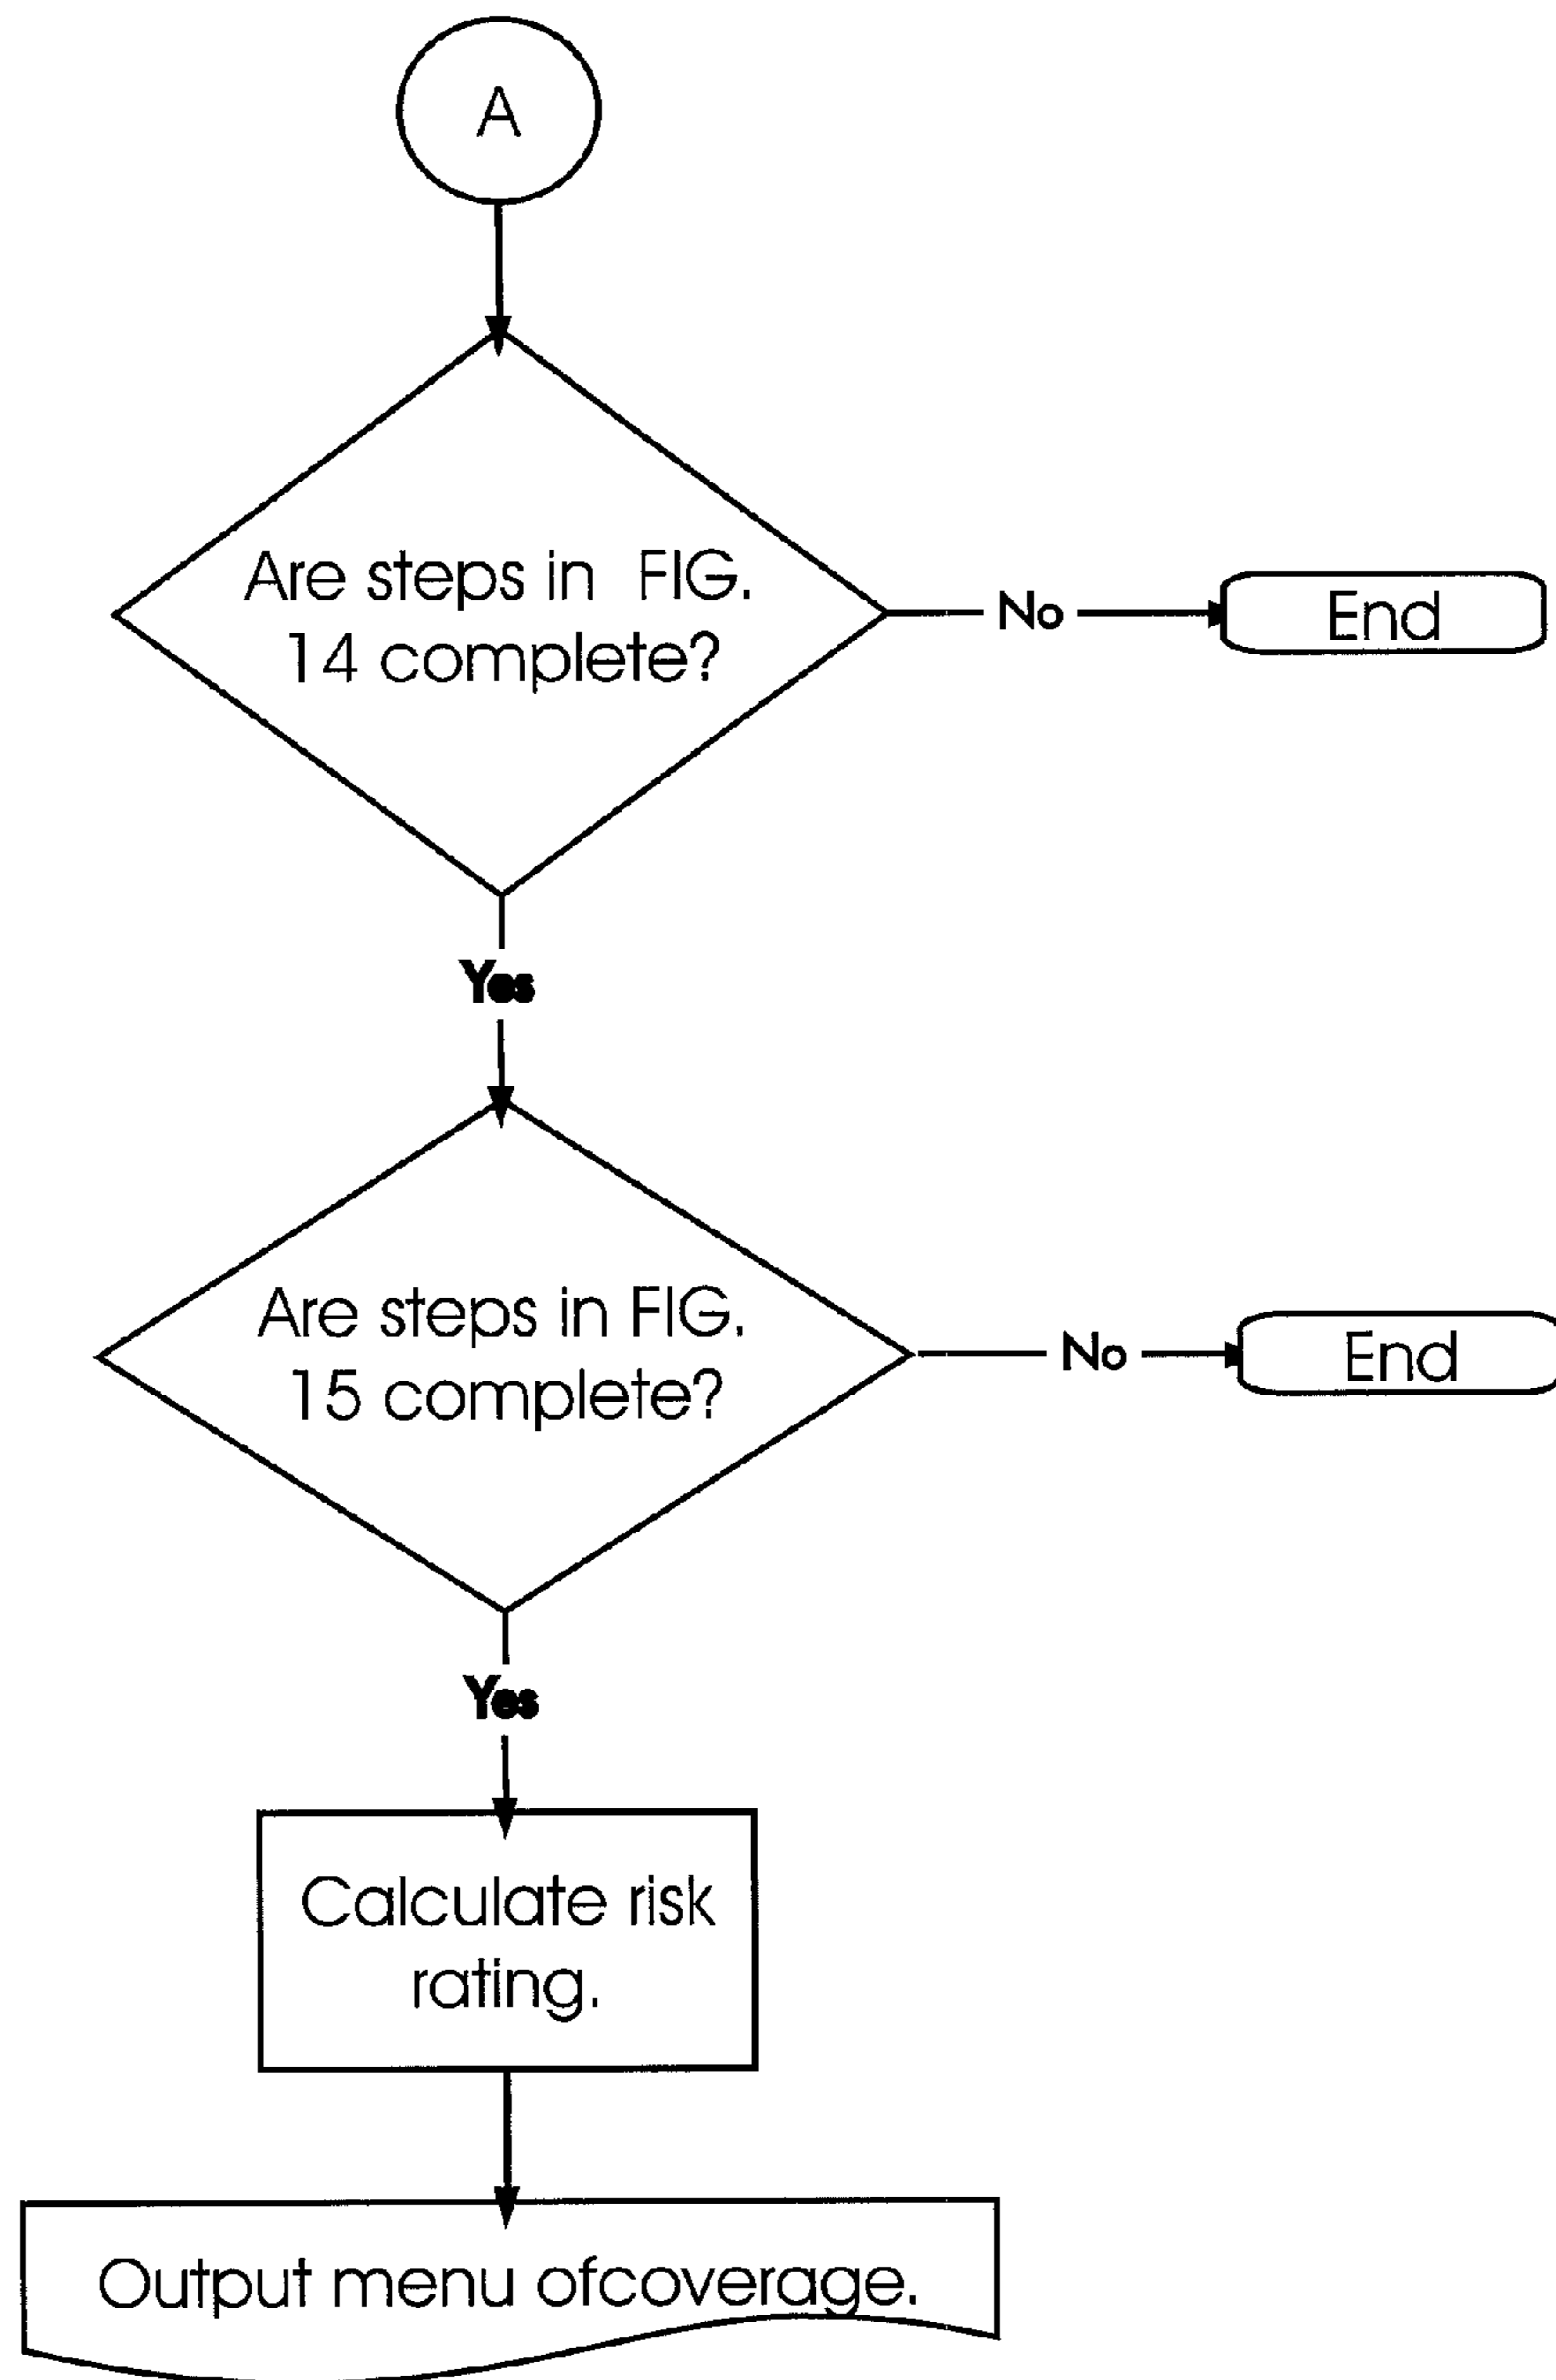 A
Are steps in FIG.
14 complete?
No
End
Yes
Are steps in FIG.
15 complete?
No
End
Yes
Calculate risk
rating.
Output menu ofcoverage.